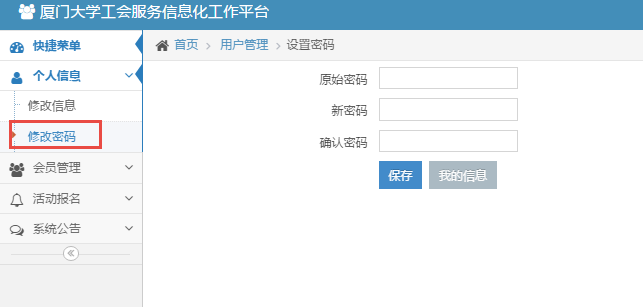 厦门大学工会服务信息化工作平台
快捷菜单
首页 > 用户管理 > 设置密码
个人信息
修改信息
修改密码
会员管理
活动报名
系统公告
原始密码
新密码
确认密码
保存 我的信息